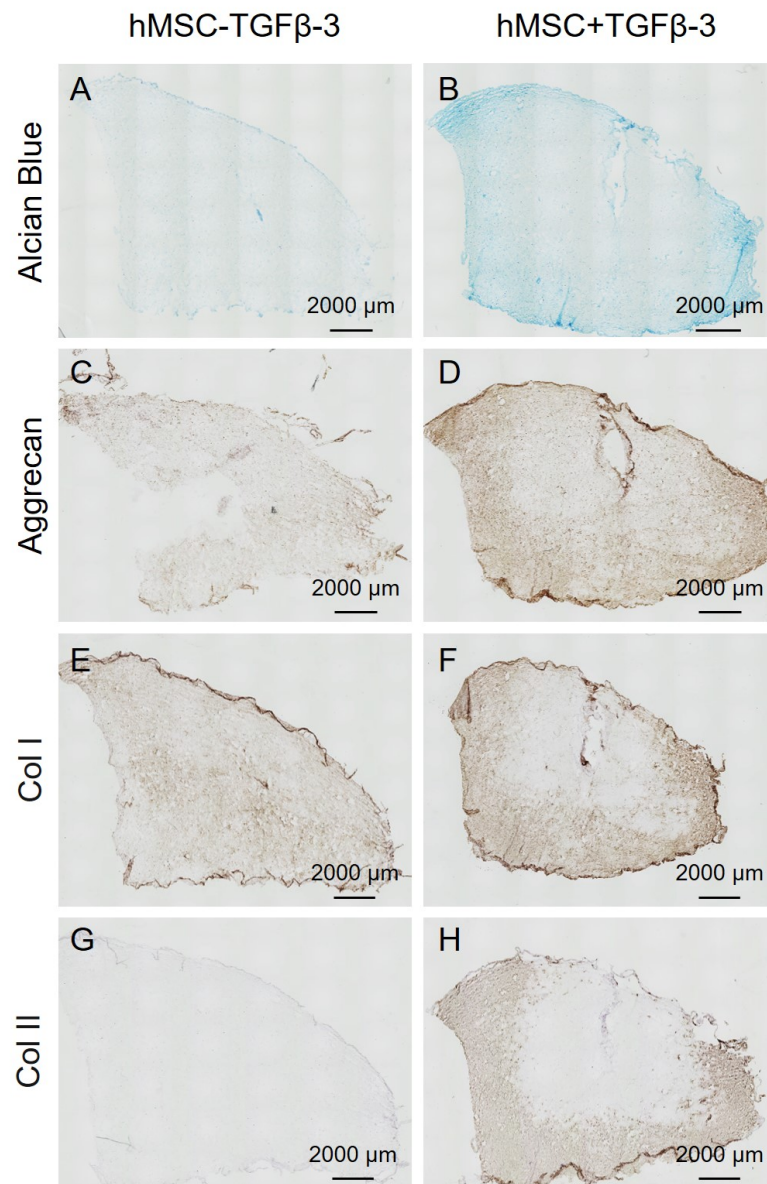 hMSC-TGFβ-3 hMSC+TGFβ-3
Alcian Blue
A
2000 µm
B
2000 µm
Aggrecan
C
2000 µm
D
2000 µm
Col I
E
2000 µm
F
2000 µm
Col II
G
2000 µm
H
2000 µm